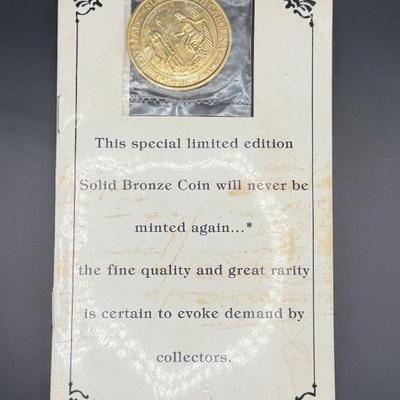 This special limited edition
Solid Bronze Coin will never be
minted again...*
the fine quality and great rarity
is certain to evoke demand by
collectors.